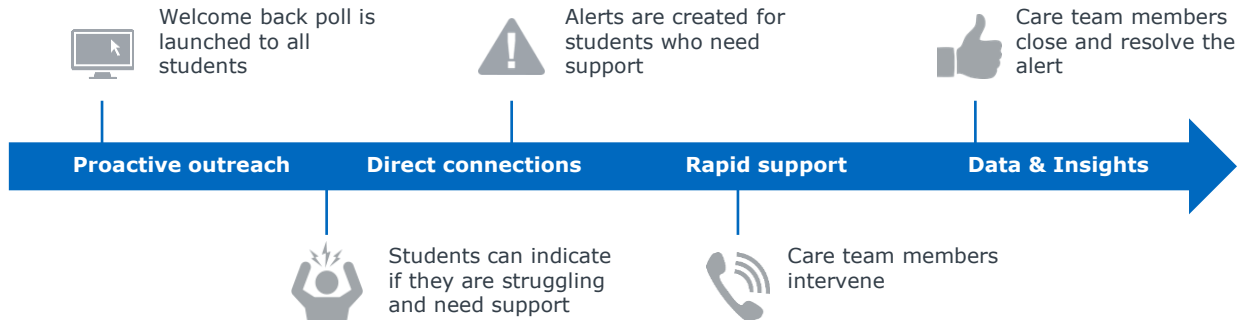 Welcome back poll is
launched to all
students
Alerts are created for
students who need
support
Care team members
close and resolve the
alert
Proactive outreach
Direct connections
Rapid support
Data & Insights
Students can indicate
if they are struggling
and need support
Care team members
intervene